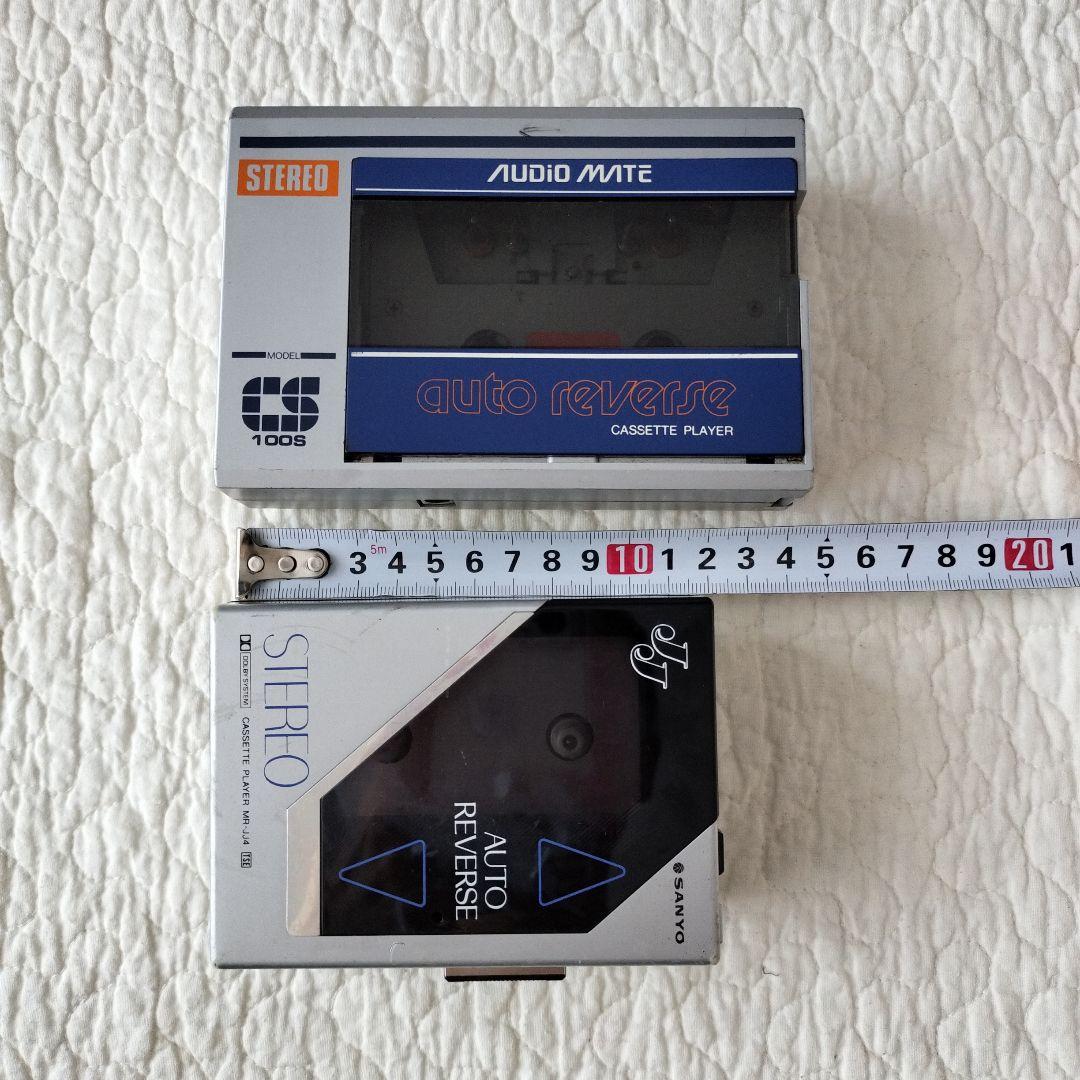 AUDiO MATE
STEREO
MODEL
CS
100S
auto reverse
CASSETTE PLAYER
3 5m 4 5 6 7 8 9 10 1 2 3 4 5 6 7 8 9 20 1
STEREO
DOLBY SYSTEM CASSETTE PLAYER MR-JJ4 TSE
JJ
AUTO
REVERSE
SANYO